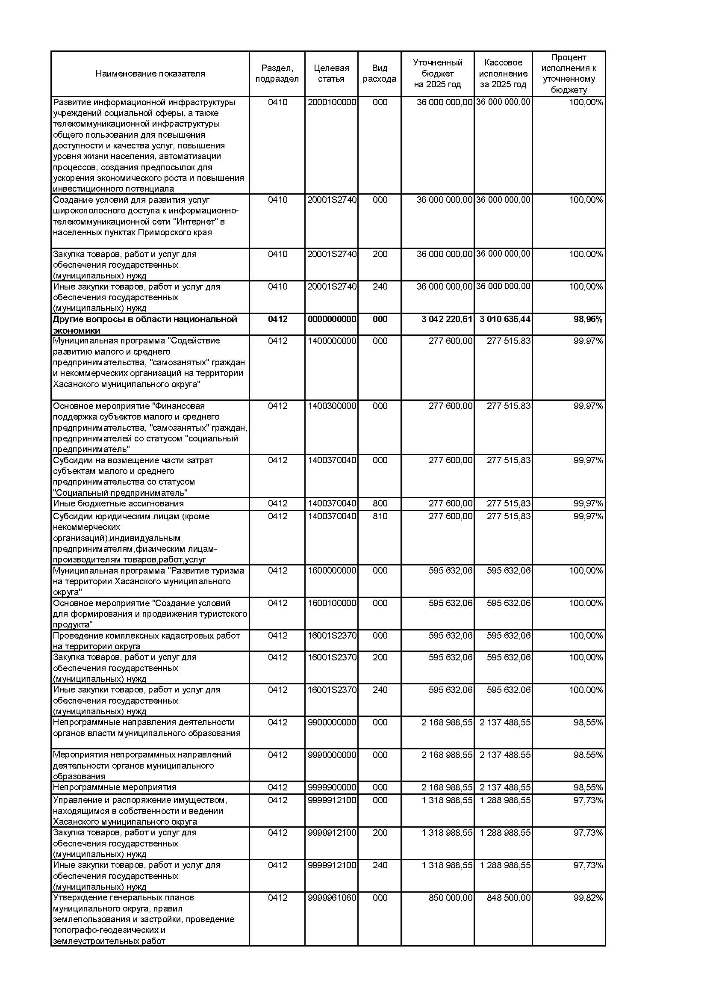 Наименование показателя
Раздел,
подраздел
Целевая
статья
Вид
расхода
Уточненный
бюджет
на 2025 год
Кассовое
исполнение
за 2025 год
Процент
исполнения к
уточненному
бюджету
Развитие информационной инфраструктуры 0410 2000100000 000 36 000 000,00 36 000 000,00 100,00%
учреждений социальной сферы, а также
телекоммуникационной инфраструктуры
общего пользования для повышения
доступности и качества услуг, повышения
уровня жизни населения, автоматизации
процессов, создания предпосылок для
ускорения экономического роста и повышения
инвестиционного потенциала
Создание условий для развития услуг 0410 20001S2740 000 36 000 000,00 36 000 000,00 100,00%
широкополосного доступа к информационно-
телекоммуникационной сети "Интернет" в
населенных пунктах Приморского края
Закупка товаров, работ и услуг для 0410 20001S2740 200 36 000 000,00 36 000 000,00 100,00%
обеспечения государственных
(муниципальных) нужд
Иные закупки товаров, работ и услуг для 0410 20001S2740 240 36 000 000,00 36 000 000,00 100,00%
обеспечения государственных
(муниципальных) нужд
Другие вопросы в области национальной 0412 0000000000 000 3 042 220,61 3 010 636,44 98,96%
экономики
Муниципальная программа "Содействие 0412 1400000000 000 277 600,00 277 515,83 99,97%
развитию малого и среднего
предпринимательства, "самозанятых" граждан
и некоммерческих организаций на территории
Хасанского муниципального округа"
Основное мероприятие "Финансовая 0412 1400300000 000 277 600,00 277 515,83 99,97%
поддержка субъектов малого и среднего
предпринимательства, "самозанятых" граждан,
предпринимателей со статусом "социальный
предприниматель"
Субсидии на возмещение части затрат 0412 1400370040 000 277 600,00 277 515,83 99,97%
субъектам малого и среднего
предпринимательства со статусом
"Социальный предприниматель"
Иные бюджетные ассигнования 0412 1400370040 800 277 600,00 277 515,83 99,97%
Субсидии юридическим лицам (кроме 0412 1400370040 810 277 600,00 277 515,83 99,97%
некоммерческих
организаций),индивидуальным
предпринимателям,физическим лицам-
производителям товаров,работ,услуг
Муниципальная программа "Развитие туризма 0412 1600000000 000 595 632,06 595 632,06 100,00%
на территории Хасанского муниципального
округа"
Основное мероприятие "Создание условий 0412 1600100000 000 595 632,06 595 632,06 100,00%
для формирования и продвижения туристского
продукта"
Проведение комплексных кадастровых работ 0412 16001S2370 000 595 632,06 595 632,06 100,00%
на территории округа
Закупка товаров, работ и услуг для 0412 16001S2370 200 595 632,06 595 632,06 100,00%
обеспечения государственных
(муниципальных) нужд
Иные закупки товаров, работ и услуг для 0412 16001S2370 240 595 632,06 595 632,06 100,00%
обеспечения государственных
(муниципальных) нужд
Непрограммные направления деятельности 0412 9900000000 000 2 168 988,55 2 137 488,55 98,55%
органов власти муниципального образования
Мероприятия непрограммных направлений 0412 9990000000 000 2 168 988,55 2 137 488,55 98,55%
деятельности органов муниципального
образования
Непрограммные мероприятия 0412 9999900000 000 2 168 988,55 2 137 488,55 98,55%
Управление и распоряжение имуществом, 0412 9999912100 000 1 318 988,55 1 288 988,55 97,73%
находящимся в собственности и ведении
Хасанского муниципального округа
Закупка товаров, работ и услуг для 0412 9999912100 200 1 318 988,55 1 288 988,55 97,73%
обеспечения государственных
(муниципальных) нужд
Иные закупки товаров, работ и услуг для 0412 9999912100 240 1 318 988,55 1 288 988,55 97,73%
обеспечения государственных
(муниципальных) нужд
Утверждение генеральных планов 0412 9999961060 000 850 000,00 848 500,00 99,82%
муниципального округа, правил
землепользования и застройки, проведение
топографо-геодезических и
землеустроительных работ